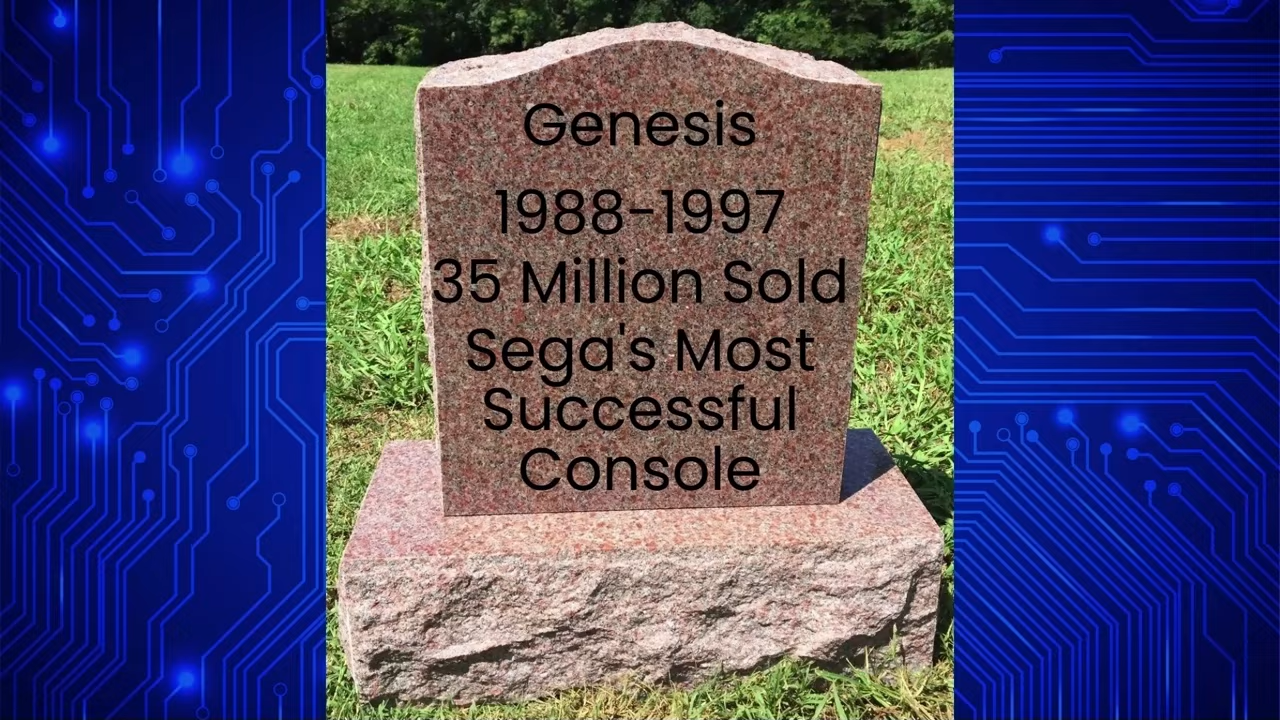 Genesis
1988-1997
35 Million Sold
Sega's Most
Successful
Console